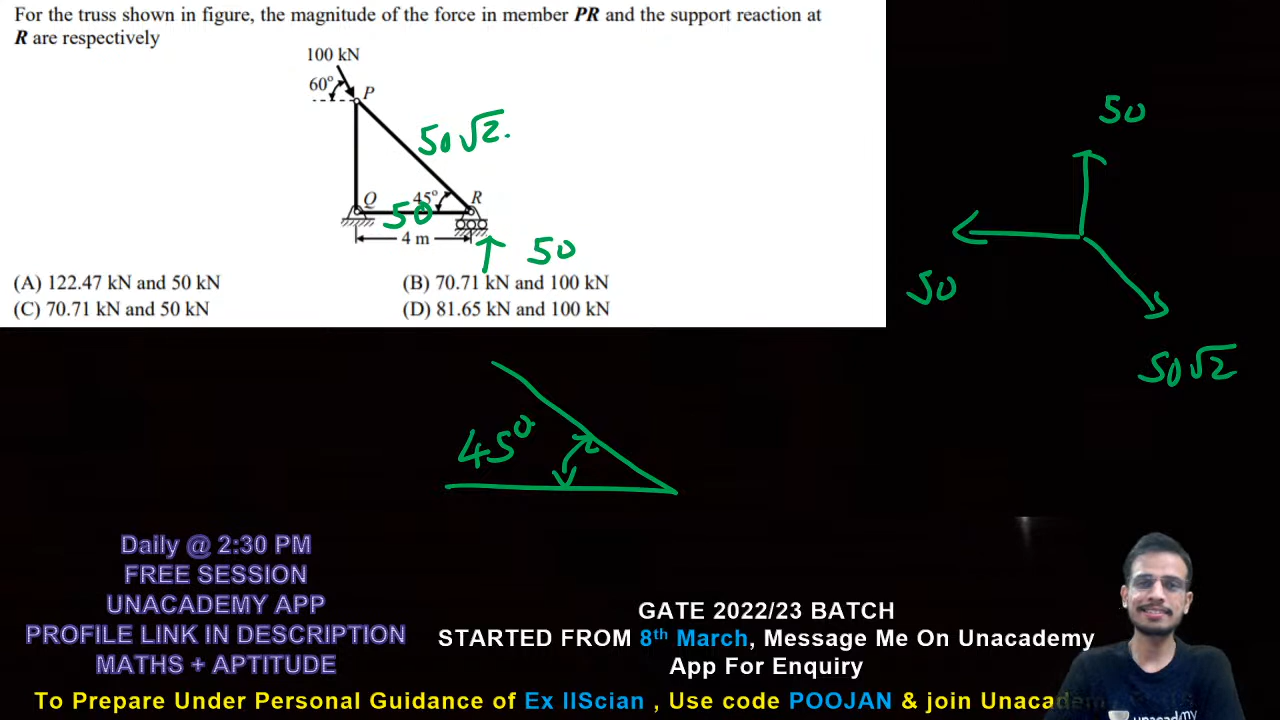 For the truss shown in figure, the magnitude of the force in member PR and the support reaction at
R are respectively
100 kN
60°
P
50√2.
Q
45°
R
50
4 m
50
(A) 122.47 kN and 50 kN
(B) 70.71 kN and 100 kN
(C) 70.71 kN and 50 kN
(D) 81.65 kN and 100 kN
50
50
50√2
45°
Daily @ 2:30 PM
FREE SESSION
UNACADEMY APP
PROFILE LINK IN DESCRIPTION
MATHS + APTITUDE
GATE 2022/23 BATCH
STARTED FROM 8th March, Message Me On Unacademy
App For Enquiry
To Prepare Under Personal Guidance of Ex IIScian , Use code POOJAN & join Unacadem
unacademy